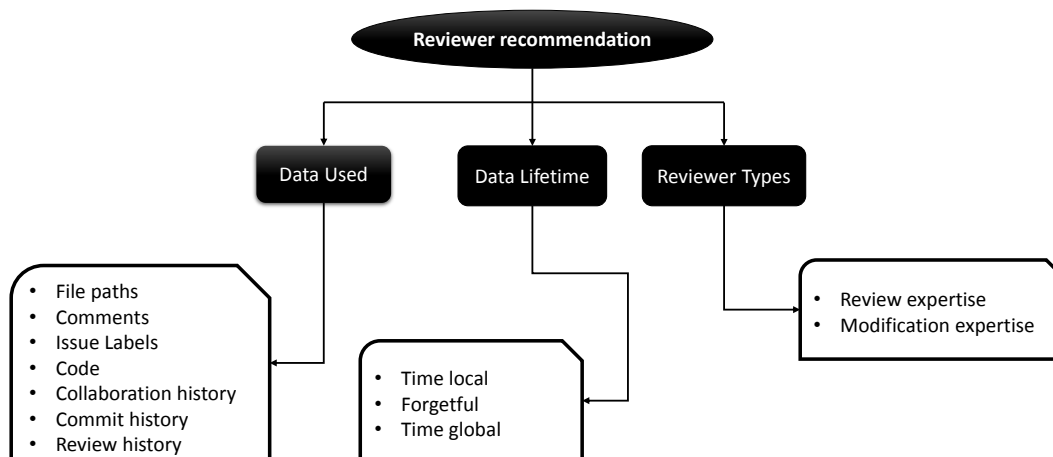 Reviewer recommendation
Data Used
Data Lifetime
Reviewer Types
• File paths
• Comments
• Issue Labels
• Code
• Collaboration history
• Commit history
• Review history
• Time local
• Forgetful
• Time global
• Review expertise
• Modification expertise